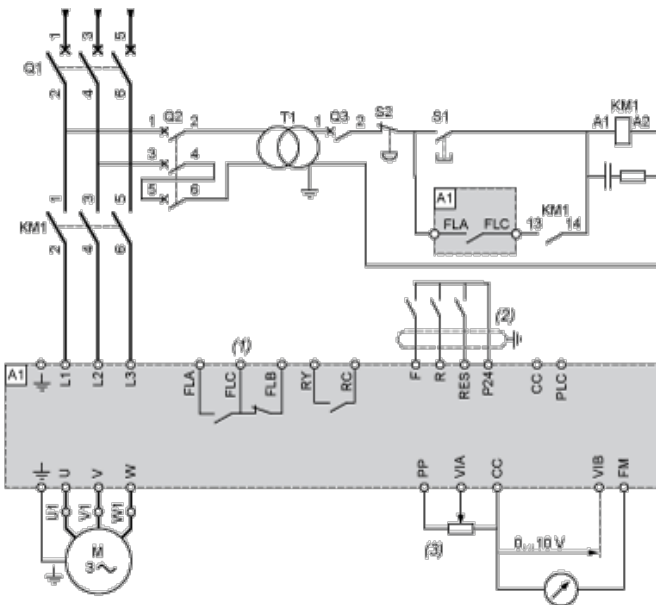 1 3 5
Q1
2 4 6
1 Q2 2 T1 1 Q3 2 S2 S1 KM1
A1 A2
3 4
5 6
1 3 5
KM1
2 4 6
A1
FLA FLC 13 KM1 14
(2)
(1)
A1
L1 L2 L3 FLA FLC FLB RY RC F R RES P24 CC PLC
U V W PP VIA CC VIB FM
U1 V1 W1
(3)
M
3
0 ... 10 V